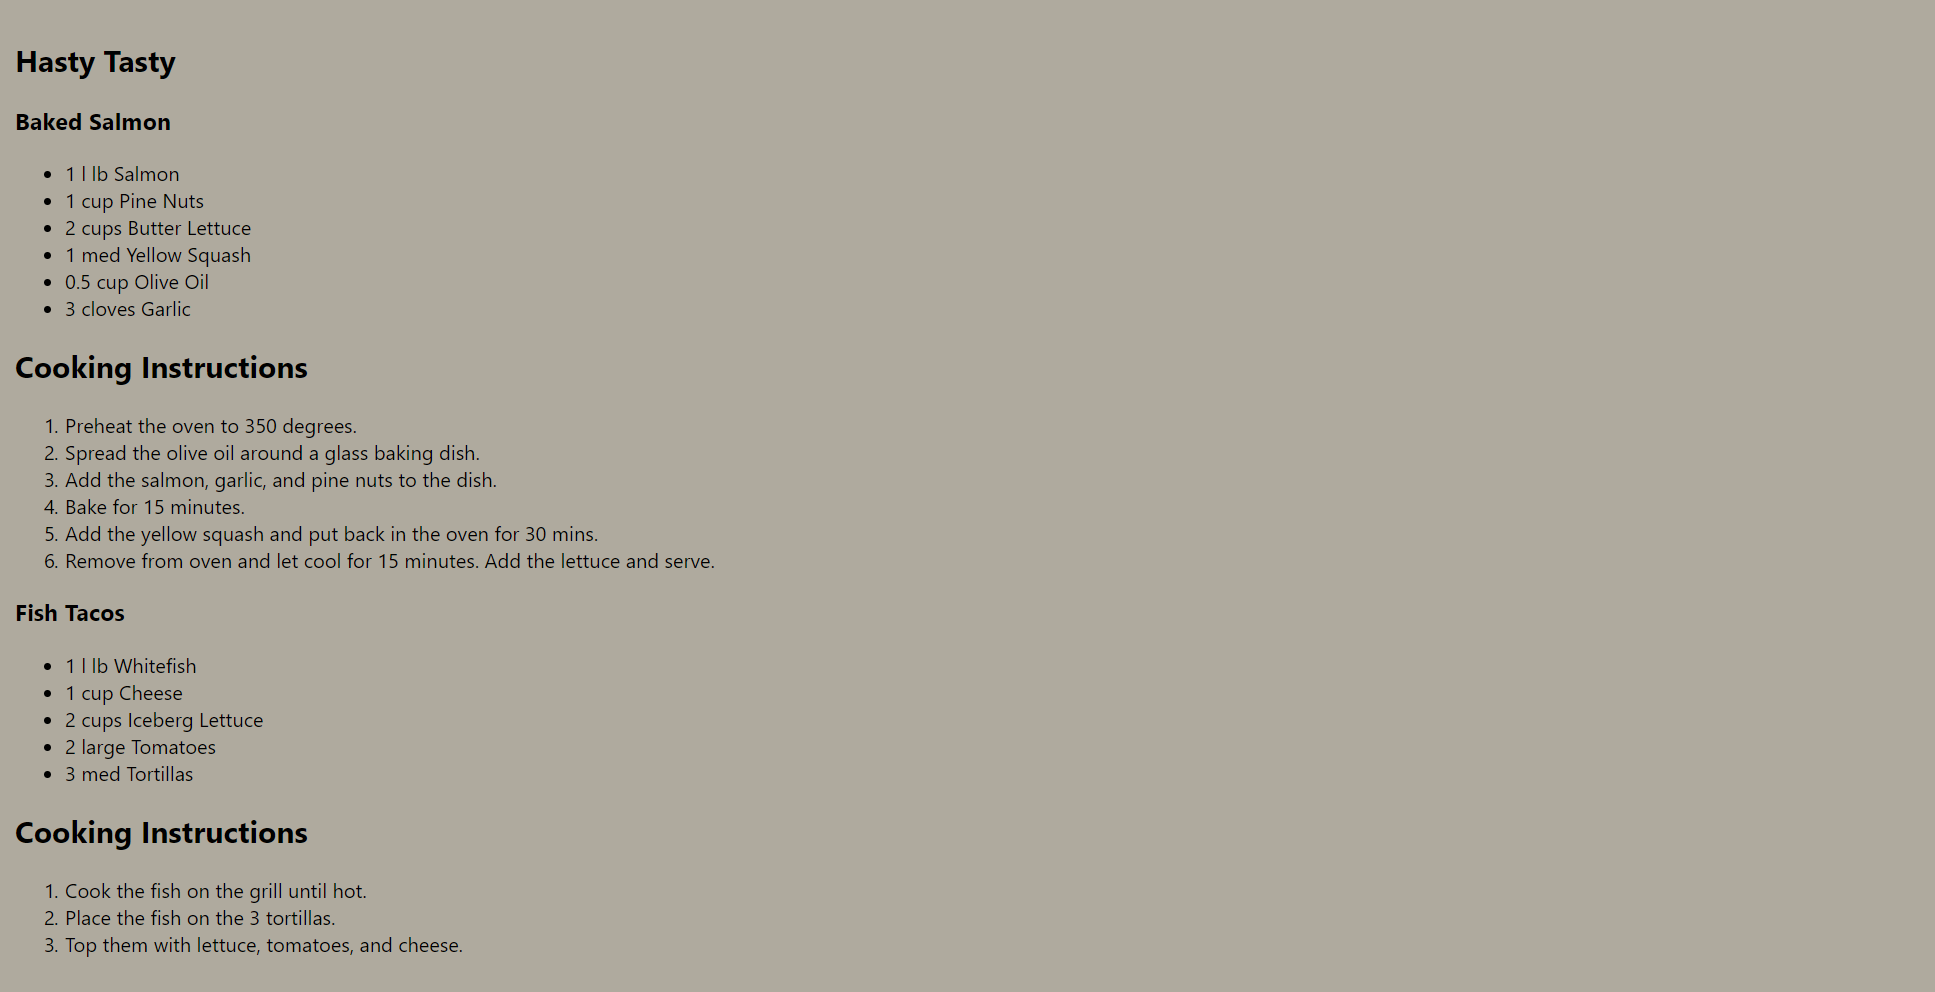 Hasty Tasty
Baked Salmon
• 1 l lb Salmon
• 1 cup Pine Nuts
• 2 cups Butter Lettuce
• 1 med Yellow Squash
• 0.5 cup Olive Oil
• 3 cloves Garlic
Cooking Instructions
1. Preheat the oven to 350 degrees.
2. Spread the olive oil around a glass baking dish.
3. Add the salmon, garlic, and pine nuts to the dish.
4. Bake for 15 minutes.
5. Add the yellow squash and put back in the oven for 30 mins.
6. Remove from oven and let cool for 15 minutes. Add the lettuce and serve.
Fish Tacos
• 1 l lb Whitefish
• 1 cup Cheese
• 2 cups Iceberg Lettuce
• 2 large Tomatoes
• 3 med Tortillas
Cooking Instructions
1. Cook the fish on the grill until hot.
2. Place the fish on the 3 tortillas.
3. Top them with lettuce, tomatoes, and cheese.